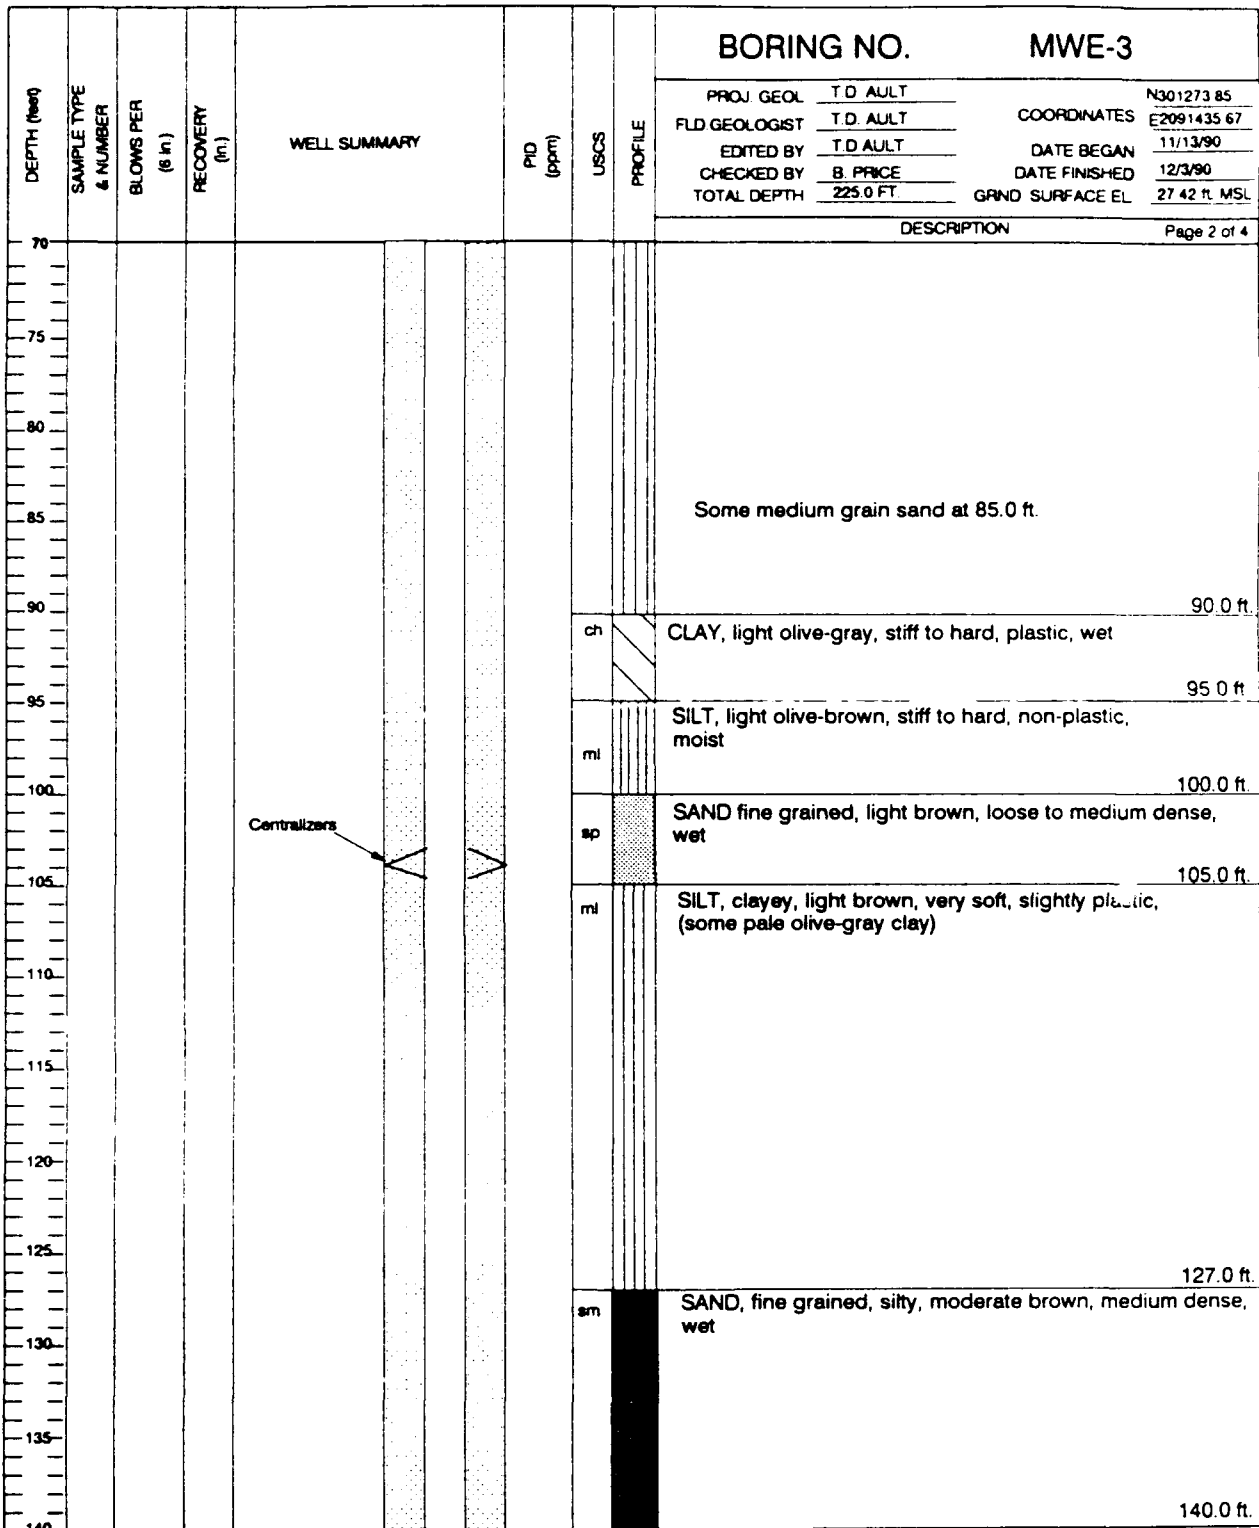 BORING NO. MWE-3
DEPTH (feet)
SAMPLE TYPE & NUMBER
BLOWS PER (6 in.)
RECOVERY (in.)
WELL SUMMARY
PID (ppm)
USCS
PROFILE
PROJ. GEOL T.D. AULT
FLD.GEOLOGIST T.D. AULT
EDITED BY T.D AULT
CHECKED BY B. PRICE
TOTAL DEPTH 225.0 FT.
COORDINATES N301273 85
E2091435 67
DATE BEGAN 11/13/90
DATE FINISHED 12/3/90
GRND SURFACE EL 27 42 ft. MSL
DESCRIPTION Page 2 of 4
70
75
80
85 Some medium grain sand at 85.0 ft.
90 90.0 ft.
ch CLAY, light olive-gray, stiff to hard, plastic, wet
95 95.0 ft
ml SILT, light olive-brown, stiff to hard, non-plastic,
moist
100 100.0 ft.
Centralizers
sp SAND fine grained, light brown, loose to medium dense,
wet
105 105.0 ft.
ml SILT, clayey, light brown, very soft, slightly plastic,
(some pale olive-gray clay)
110
115
120
125
127.0 ft.
sm SAND, fine grained, silty, moderate brown, medium dense,
wet
130
135
140 140.0 ft.